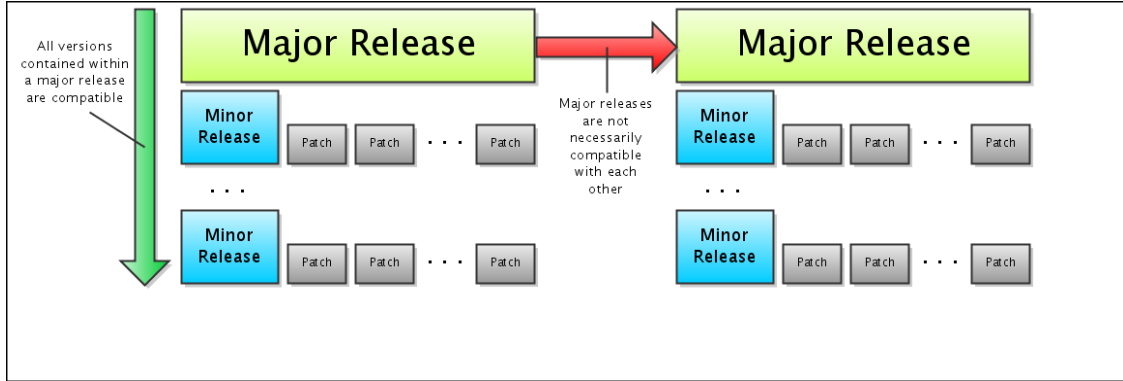 All versions
contained within
a major release
are compatible
Major Release
Major releases
are not
necessarily
compatible
with each
other
Major Release
Minor
Release
Patch
Patch
. . .
Patch
. . .
Minor
Release
Patch
Patch
. . .
Patch
Minor
Release
Patch
Patch
. . .
Patch
. . .
Minor
Release
Patch
Patch
. . .
Patch